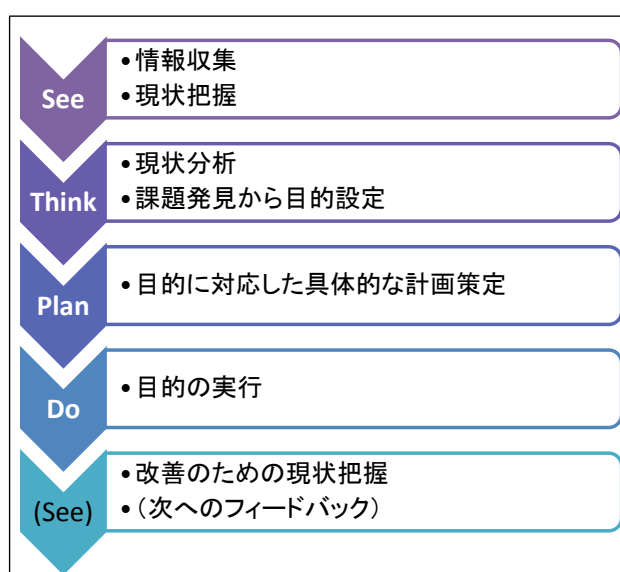 See
•情報収集
•現状把握
Think
•現状分析
•課題発見から目的設定
Plan
•目的に対応した具体的な計画策定
Do
•目的の実行
(See)
•改善のための現状把握
•（次へのフィードバック）